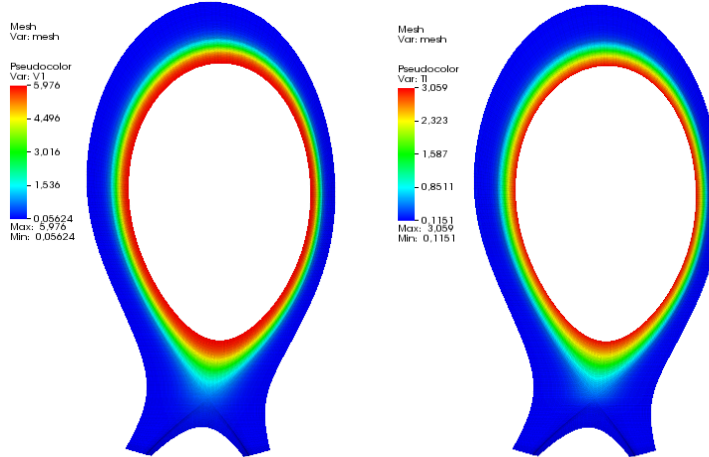 Mesh
Var: mesh
Pseudocolor
Var: V1
5,976
4,496
3,016
1,536
0,05624
Max: 5,976
Min: 0,05624
Mesh
Var: mesh
Pseudocolor
Var: TI
3,059
2,323
1,587
0,8511
0,1151
Max: 3,059
Min: 0,1151